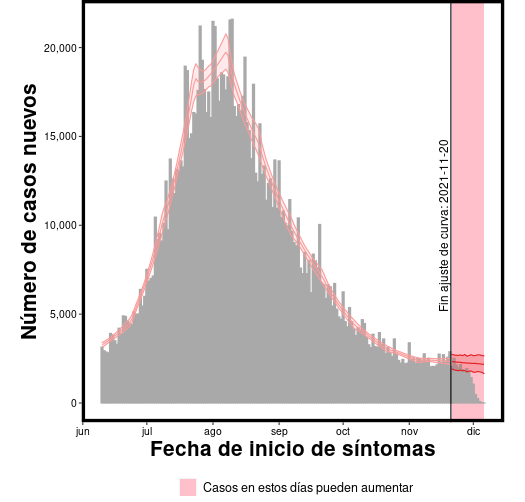 Número de casos nuevos
20,000
15,000
10,000
5,000
0
Fin ajuste de curva: 2021-11-20
jun jul ago sep oct nov dic
Fecha de inicio de síntomas
Casos en estos días pueden aumentar